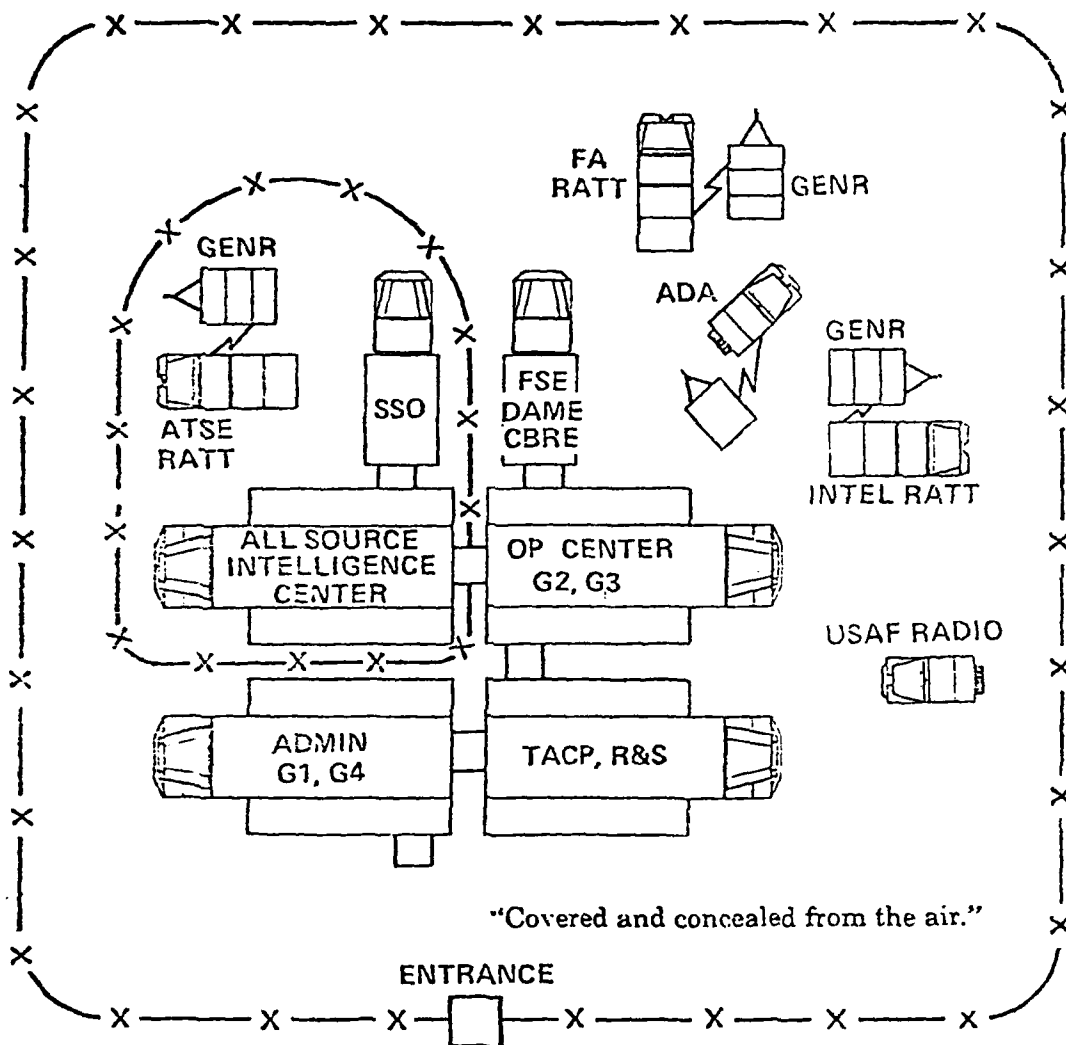 FA
RATT
GENR
GENR
ADA
GENR
SSO
FSE
DAME
CBRE
ATSE
RATT
INTEL RATT
ALL SOURCE
INTELLIGENCE
CENTER
OP CENTER
G2, G3
USAF RADIO
ADMIN
G1, G4
TACP, R&S
"Covered and concealed from the air."
ENTRANCE